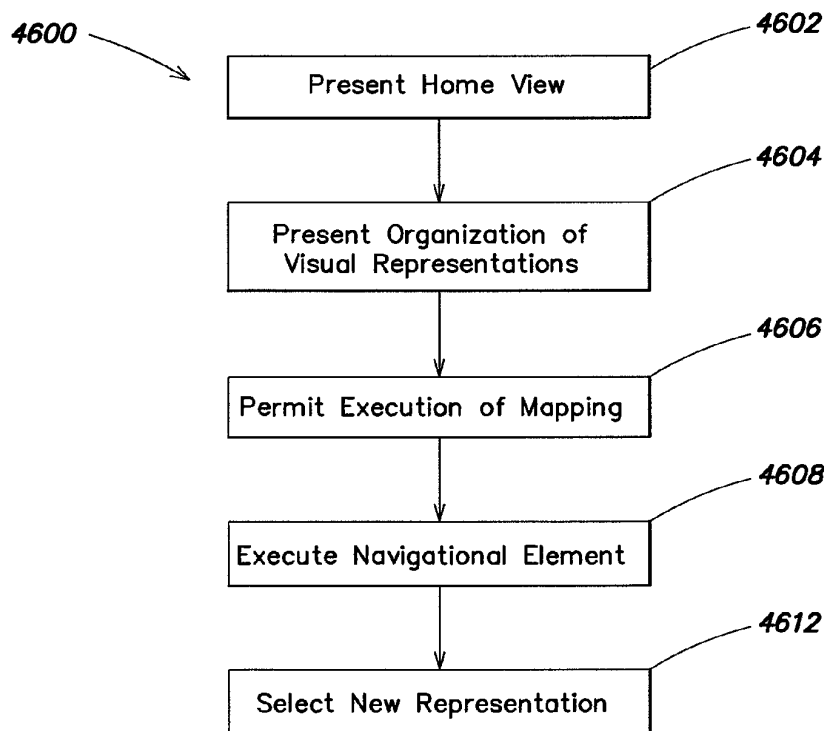 4600
4602
Present Home View
4604
Present Organization of
Visual Representations
4606
Permit Execution of Mapping
4608
Execute Navigational Element
4612
Select New Representation